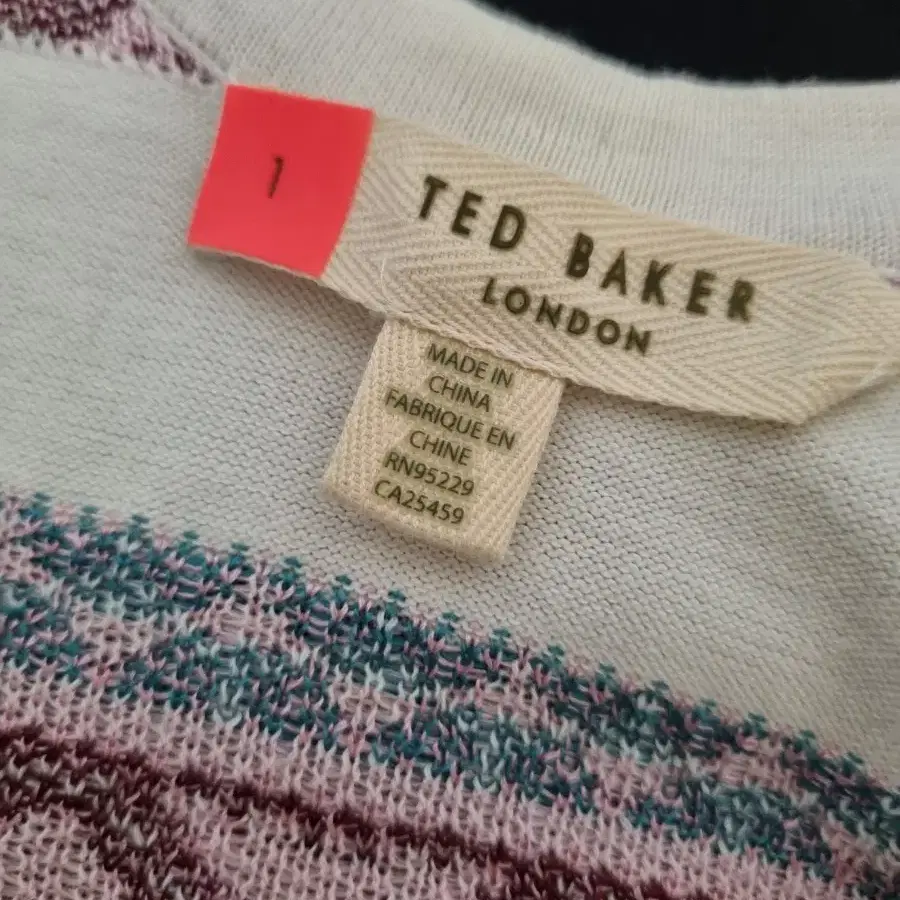 1
TED BAKER
LONDON
MADE IN
CHINA
FABRIQUE EN
CHINE
RN95229
CA25459